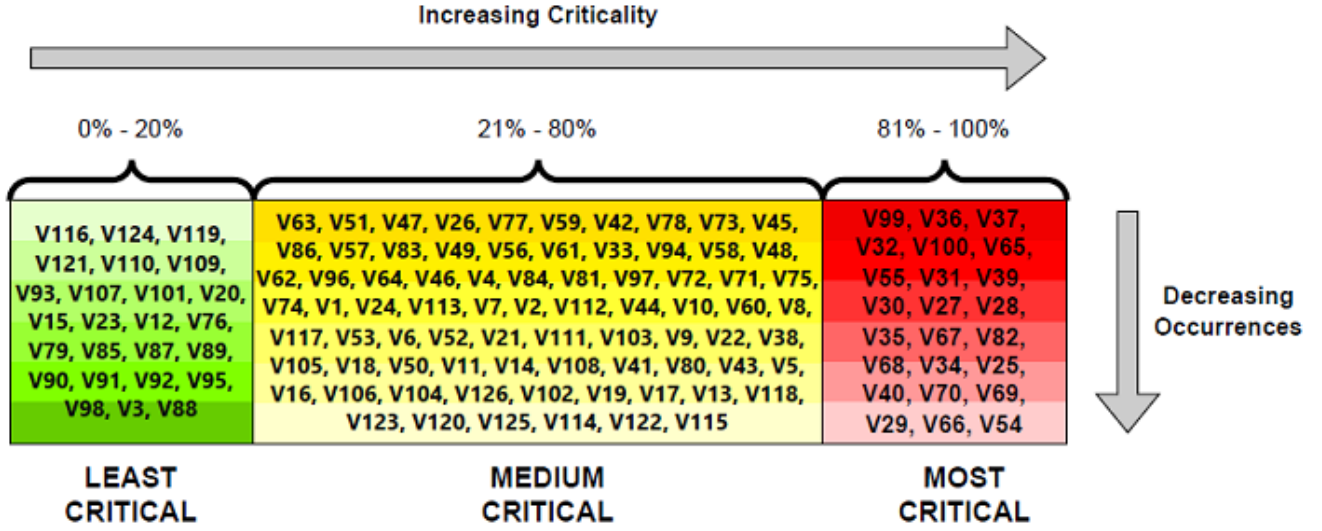 Increasing Criticality
0% - 20%
21% - 80%
81% - 100%
V116, V124, V119,
V121, V110, V109,
V93, V107, V101, V20,
V15, V23, V12, V76,
V79, V85, V87, V89,
V90, V91, V92, V95,
V98, V3, V88
V63, V51, V47, V26, V77, V59, V42, V78, V73, V45,
V86, V57, V83, V49, V56, V61, V33, V94, V58, V48,
V62, V96, V64, V46, V4, V84, V81, V97, V72, V71, V75,
V74, V1, V24, V113, V7, V2, V112, V44, V10, V60, V8,
V117, V53, V6, V52, V21, V111, V103, V9, V22, V38,
V105, V18, V50, V11, V14, V108, V41, V80, V43, V5,
V16, V106, V104, V126, V102, V19, V17, V13, V118,
V123, V120, V125, V114, V122, V115
V99, V36, V37,
V32, V100, V65,
V55, V31, V39,
V30, V27, V28,
V35, V67, V82,
V68, V34, V25,
V40, V70, V69,
V29, V66, V54
Decreasing
Occurrences
LEAST
CRITICAL
MEDIUM
CRITICAL
MOST
CRITICAL